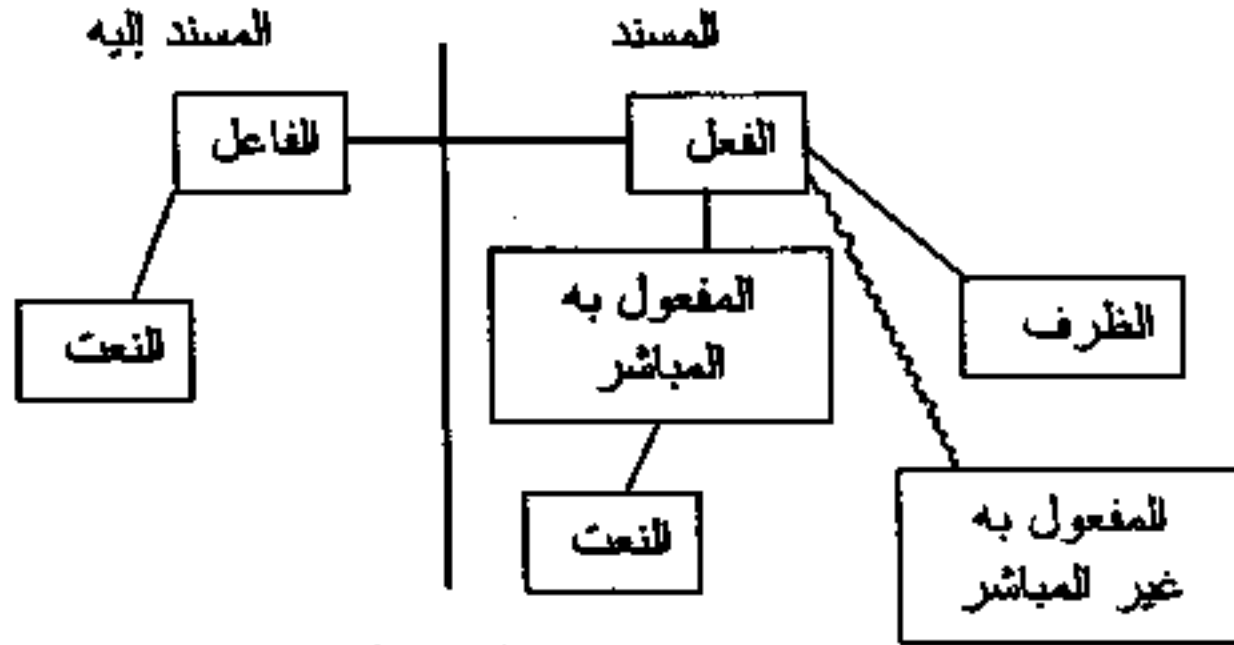 المسند
المسند إليه
الفعل
الفاعل
المفعول به
المباشر
الظرف
النعت
النعت
المفعول به
غير المباشر